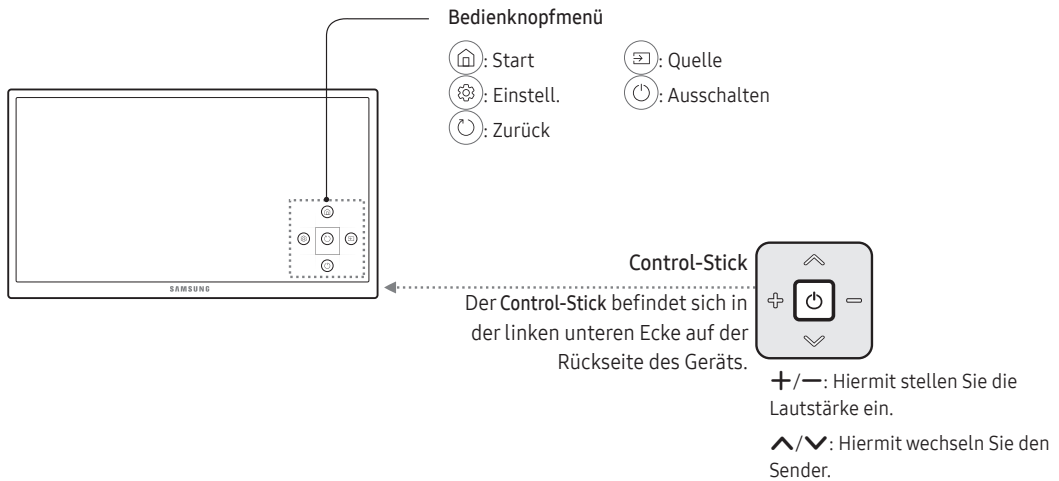 Bedienknopfmenü
: Start
: Quelle
: Einstell.
: Ausschalten
: Zurück
SAMSUNG
Control-Stick
Der Control-Stick befindet sich in
der linken unteren Ecke auf der
Rückseite des Geräts.
+/−: Hiermit stellen Sie die
Lautstärke ein.
∧/∨: Hiermit wechseln Sie den
Sender.